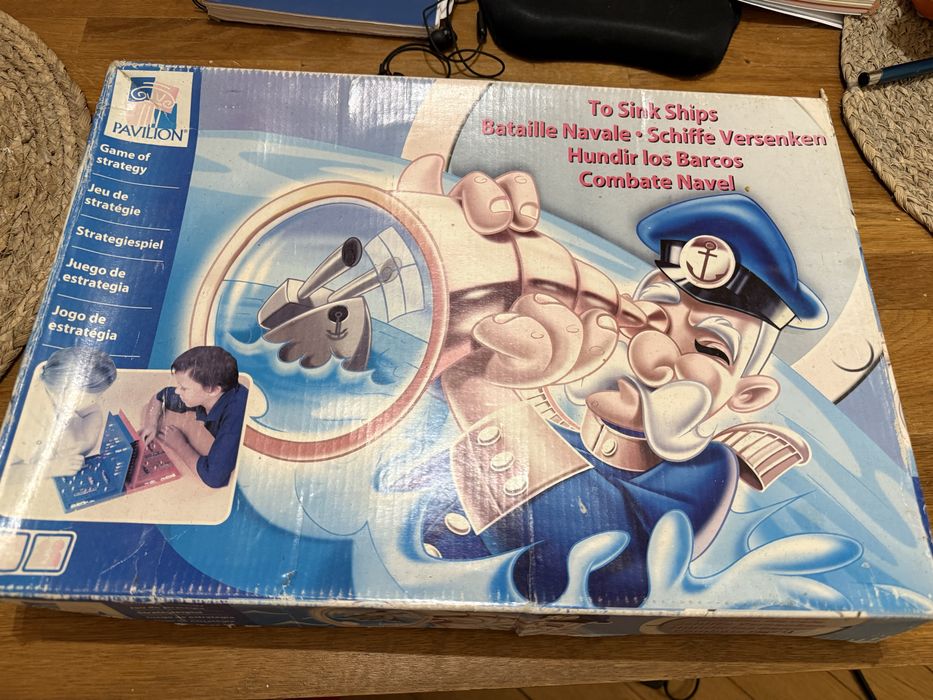 PAVILION®
Game of
strategy
Jeu de
stratégie
Strategiespiel
Juego de
estrategia
Jogo de
estratégia
To Sink Ships
Bataille Navale • Schiffe Versenken
Hundir los Barcos
Combate Navel